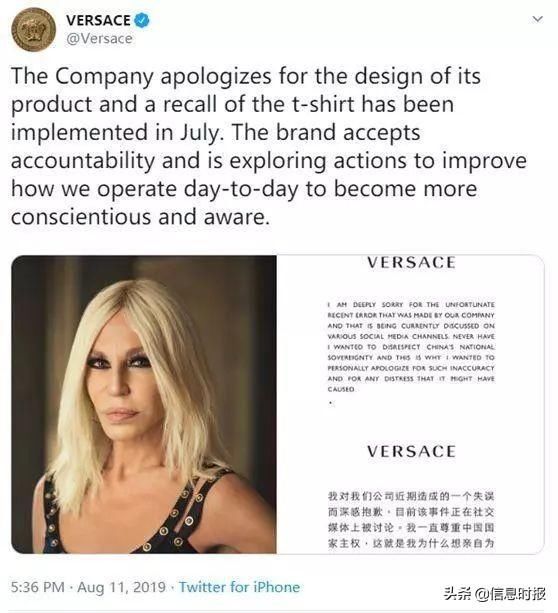 VERSACE
@Versace
The Company apologizes for the design of its
product and a recall of the t-shirt has been
implemented in July. The brand accepts
accountability and is exploring actions to improve
how we operate day-to-day to become more
conscientious and aware.
VERSACE
I AM DEEPLY SORRY FOR THE UNFORTUNATE
RECENT ERROR THAT WAS MADE BY OUR COMPANY
AND THAT IS BEING CURRENTLY DISCUSSED ON
VARIOUS SOCIAL MEDIA CHANNELS. NEVER HAVE
I WANTED TO DISRESPECT CHINA'S NATIONAL
SOVEREIGNTY AND THIS IS WHY I WANTED TO
PERSONALLY APOLOGIZE FOR SUCH INACCURACY
AND FOR ANY DISTRESS THAT IT MIGHT HAVE
CAUSED.
VERSACE
我对我们公司近期造成的一个失误
而深感抱歉，目前该事件正在社交
媒体上被讨论。我一直尊重中国国
家主权，这就是我为什么想亲自为
5:36 PM · Aug 11, 2019 · Twitter for iPhone
头条 @信息时报